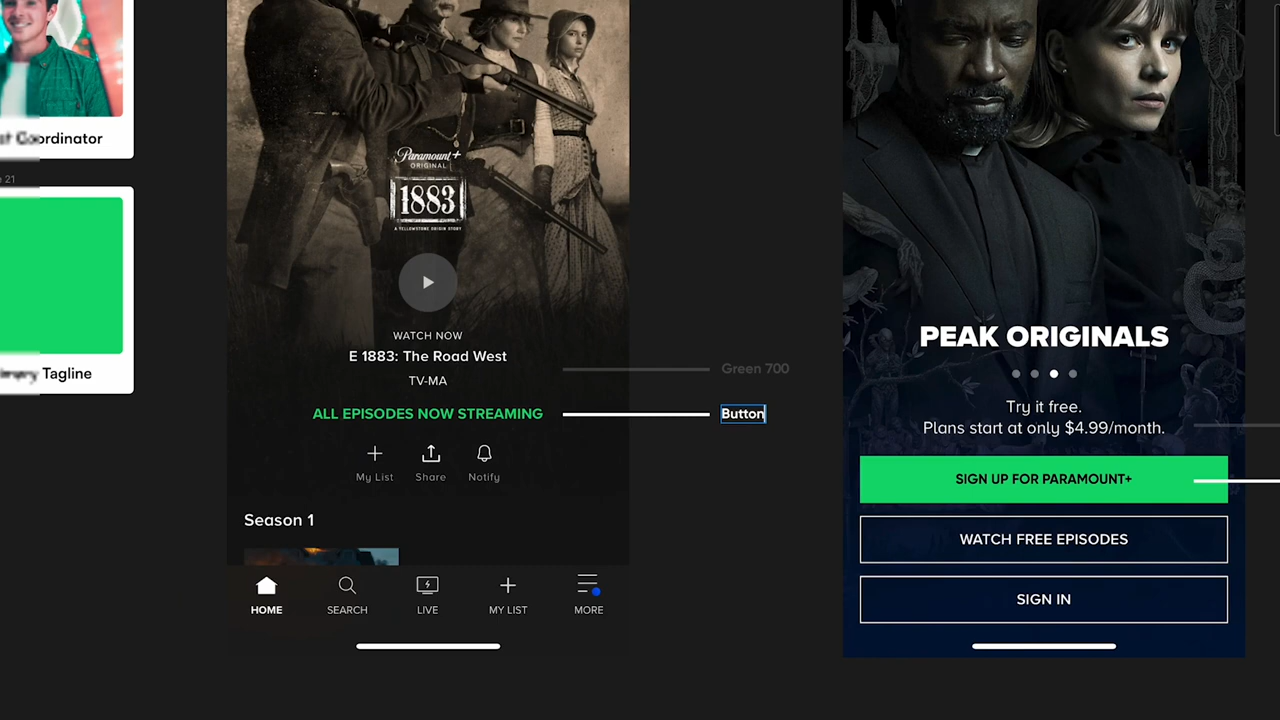 ordinator
21
Tagline
Paramount+
ORIGINAL
1883
A YELLOWSTONE ORIGIN STORY
WATCH NOW
E 1883: The Road West
TV-MA
ALL EPISODES NOW STREAMING
My List
Share
Notify
Season 1
HOME
SEARCH
LIVE
MY LIST
MORE
Green 700
Button
PEAK ORIGINALS
Try it free.
Plans start at only $4.99/month.
SIGN UP FOR PARAMOUNT+
WATCH FREE EPISODES
SIGN IN